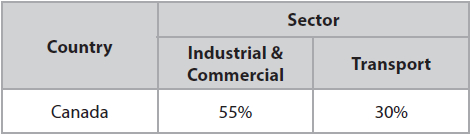 Country
Sector
Industrial &
Commercial
Transport
Canada
55%
30%